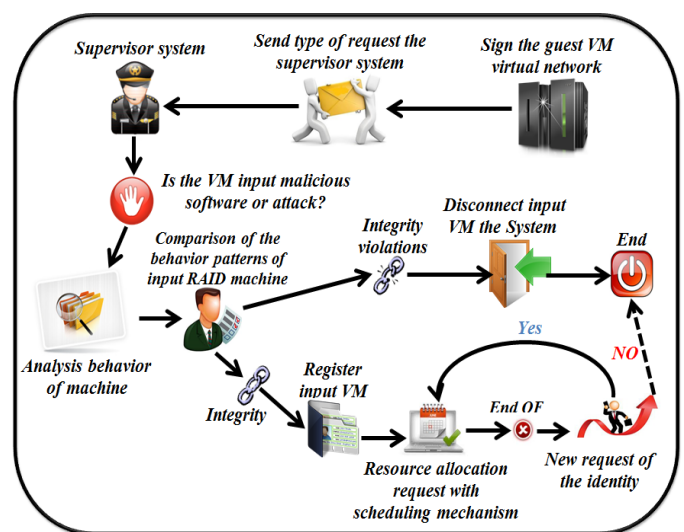 Supervisor system
Send type of request the
supervisor system
Sign the guest VM
virtual network
Is the VM input malicious
software or attack?
Comparison of the
behavior patterns of
input RAID machine
Integrity
violations
Disconnect input
VM the System
End
Analysis behavior
of machine
Yes
NO
Integrity
Register
input VM
End OF
Resource allocation
request with
scheduling mechanism
New request of
the identity